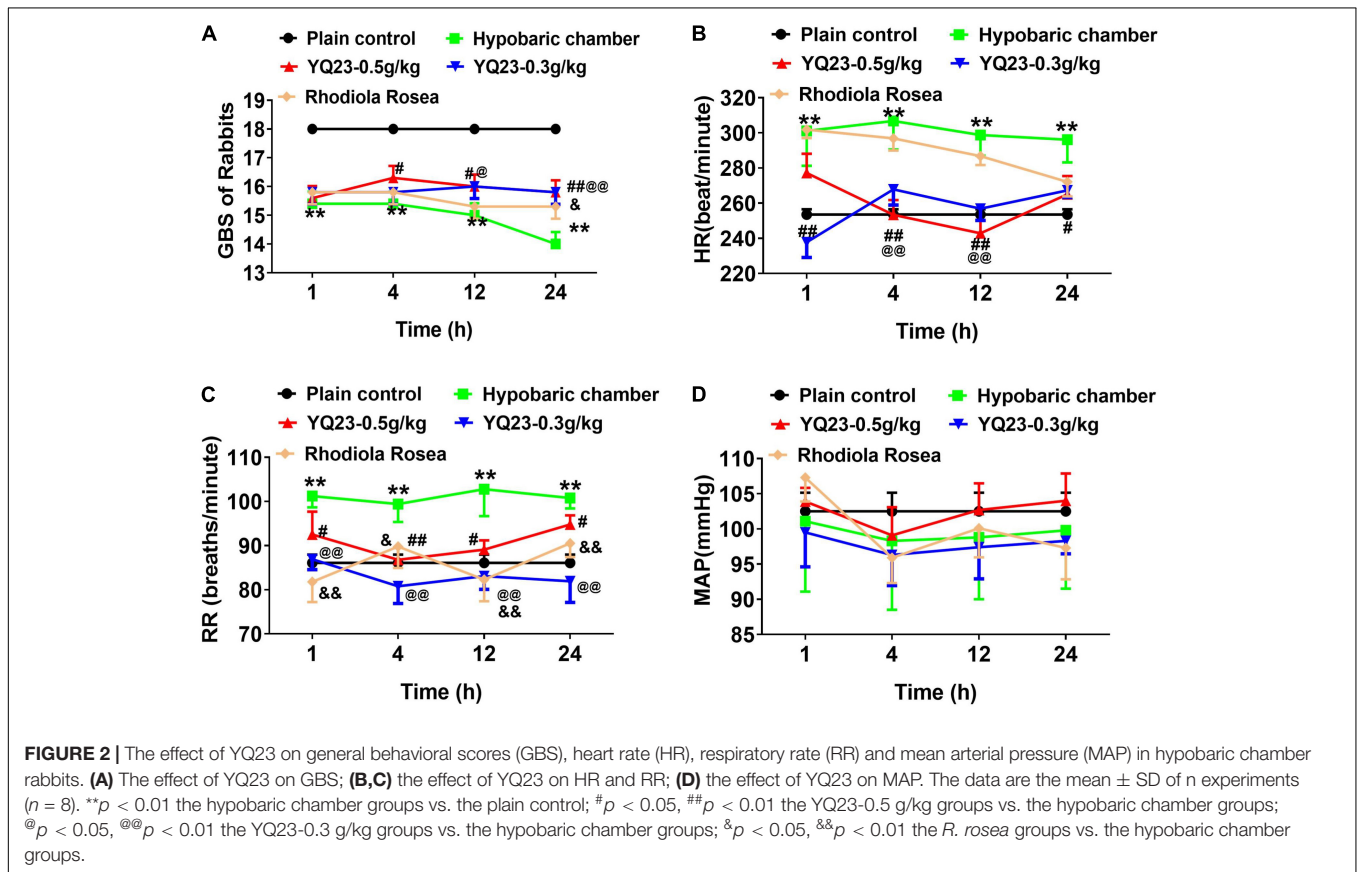 A
Plain control
Hypobaric chamber
YQ23-0.5g/kg
YQ23-0.3g/kg
Rhodiola Rosea
GBS of Rabbits
19
18
17
16
15
14
13
**
#
**
#@
**
##@@
&
**
1
4
12
24
Time (h)
B
Plain control
Hypobaric chamber
YQ23-0.5g/kg
YQ23-0.3g/kg
Rhodiola Rosea
HR(beat/minute)
320
300
280
260
240
220
**
**
**
**
##
##
@@
##
@@
#
1
4
12
24
Time (h)
C
Plain control
Hypobaric chamber
YQ23-0.5g/kg
YQ23-0.3g/kg
Rhodiola Rosea
RR (breaths/minute)
110
100
90
80
70
**
**
**
**
#
@@
&&
&
##
@@
#
@@
&&
#
&&
@@
1
4
12
24
Time (h)
D
Plain control
Hypobaric chamber
YQ23-0.5g/kg
YQ23-0.3g/kg
Rhodiola Rosea
MAP(mmHg)
110
105
100
95
90
85
1
4
12
24
Time (h)
FIGURE 2 | The effect of YQ23 on general behavioral scores (GBS), heart rate (HR), respiratory rate (RR) and mean arterial pressure (MAP) in hypobaric chamber
rabbits. (A) The effect of YQ23 on GBS; (B,C) the effect of YQ23 on HR and RR; (D) the effect of YQ23 on MAP. The data are the mean ± SD of n experiments
(n = 8). **p < 0.01 the hypobaric chamber groups vs. the plain control; #p < 0.05, ##p < 0.01 the YQ23-0.5 g/kg groups vs. the hypobaric chamber groups;
@p < 0.05, @@p < 0.01 the YQ23-0.3 g/kg groups vs. the hypobaric chamber groups; &p < 0.05, &&p < 0.01 the R. rosea groups vs. the hypobaric chamber
groups.